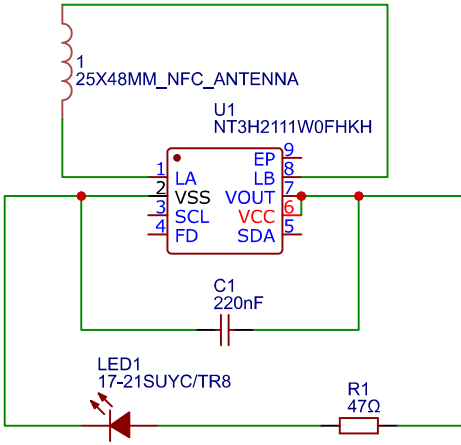 1
25X48MM_NFC_ANTENNA
U1
NT3H2111W0FHKH
EP 9
1 LA LB 8
2 VSS VOUT 7
3 SCL VCC 6
4 FD SDA 5
C1
220nF
LED1
17-21SUYC/TR8
R1
47Ω